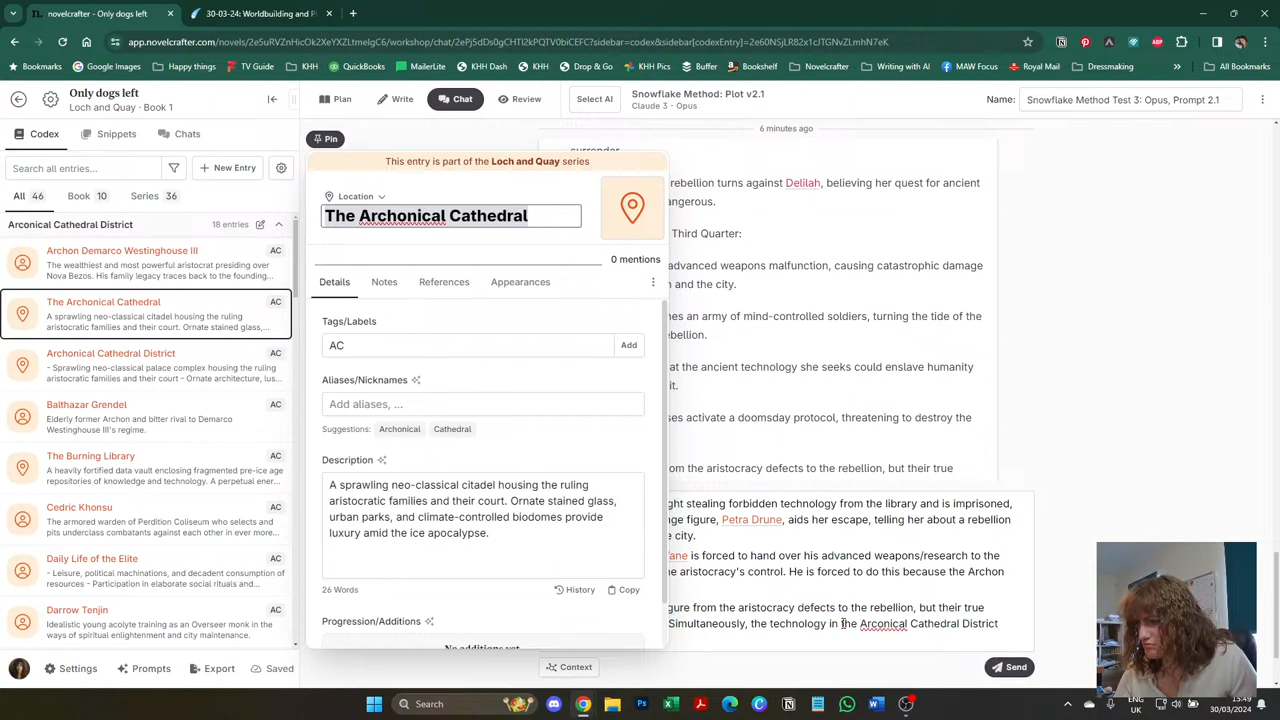 novelcrafter
30-03-24: Worldbuilding and Pl
app.novelcrafter.com/novels/2e5uRVZncIOk2XeYXZLtmelgC6/workshop/chat/2ePj5dDs0gCHTI2kPQTV0biCEFC?sidebar=codex&sidebar[codexEntry]=2e60NSjLR82x1cJTGNvZLmhN7eK
Bookmarks Google Images Happy things TV Guide KHH QuickBooks MailerLite KHH Drop & Go KHH Pics Buffer Bookshelf Novelcrafter Writing with AI MFAW Cover Pinterest RoyalRoad Dressmaking All Bookmarks
Only dogs left
Loch and Quay - Book 1
Plan Write Chat Review
Select AI
Snowflake Method: Plot v2.1
Claude 3 - Opus
Name: Snowflake Method Test 3: Opus, Prompt 2.1
Codex Snippets Chats
Search all entries...
New Entry
All 46 Book 10 Series 36
Arconical Cathedral District 18 entries
Archon Demarco Westinghouse III AC
The wealthiest and most powerful aristocrat presiding over
Nova Bezos. His family legacy traces back to the founding...
The Archonical Cathedral AC
A sprawling neo-classical citadel housing the ruling
aristocratic families and their court. Ornate stained glass,...
Archonical Cathedral District AC
- Sprawling neo-classical palace complex housing the ruling
aristocratic families and their court - Ornate architecture, lus...
Balthazar Grendel AC
Elderly former Archon and bitter rival to Demarco
Westinghouse III's regime.
The Burning Library AC
A heavily fortified data vault enclosing fragmented pre-ice age
repositories of knowledge and technology. A perpetual ener...
Cedric Khonsu AC
The armored warden of Perdition Coliseum who selects and
pits underclass combatants against each other in ever more...
Daily Life of the Elite AC
- Leisure, political machinations, and decadent consumption of
resources - Participation in elaborate social rituals and...
Darrow Tenjin AC
Idealistic young acolyte training as an Overseer monk in the
ways of spiritual enlightenment and city maintenance.
Settings Prompts Export Saved
Pin
This entry is part of the Loch and Quay series
Location
The Archonical Cathedral
0 mentions
Details Notes References Appearances
Tags/Labels
AC
Add
Aliases/Nicknames
Add aliases, ...
Suggestions: Archonical Cathedral
Description
A sprawling neo-classical citadel housing the ruling
aristocratic families and their court. Ornate stained glass,
urban parks, and climate-controlled biodomes provide
luxury amid the ice apocalypse.
26 Words
History Copy
Progression/Additions
No additions yet
6 minutes ago
surrender.
rebellion turns against Delilah, believing her quest for ancient
angerous.
Third Quarter:
advanced weapons malfunction, causing catastrophic damage
n and the city.
nes an army of mind-controlled soldiers, turning the tide of the
ebellion.
at the ancient technology she seeks could enslave humanity
it.
ses activate a doomsday protocol, threatening to destroy the
om the aristocracy defects to the rebellion, but their true
ght stealing forbidden technology from the library and is imprisoned,
nge figure, Petra Drune, aids her escape, telling her about a rebellion
e city.
ane is forced to hand over his advanced weapons/research to the
he aristocracy's control. He is forced to do this because the Archon
gure from the aristocracy defects to the rebellion, but their true
Simultaneously, the technology in the Arconical Cathedral District
Context
Send
Search
ENG
UK
15:49
30/03/2024